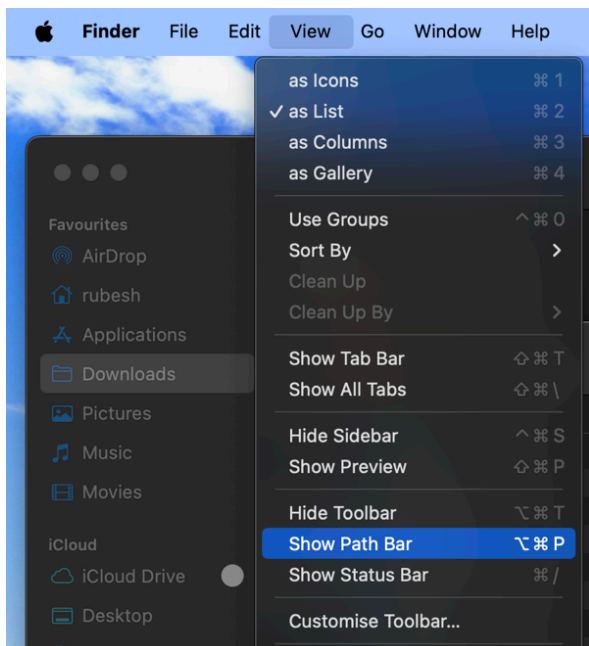 Finder File Edit View Go Window Help
as Icons ⌘ 1
✓ as List ⌘ 2
as Columns ⌘ 3
as Gallery ⌘ 4
Use Groups ^ ⌘ 0
Sort By >
Clean Up
Clean Up By >
Show Tab Bar ⇧ ⌘ T
Show All Tabs ⇧ ⌘ \
Hide Sidebar ^ ⌘ S
Show Preview ⇧ ⌘ P
Hide Toolbar ⌥ ⌘ T
Show Path Bar ⌥ ⌘ P
Show Status Bar ⌘ /
Customise Toolbar...
Favourites
AirDrop
rubesh
Applications
Downloads
Pictures
Music
Movies
iCloud
iCloud Drive
Desktop